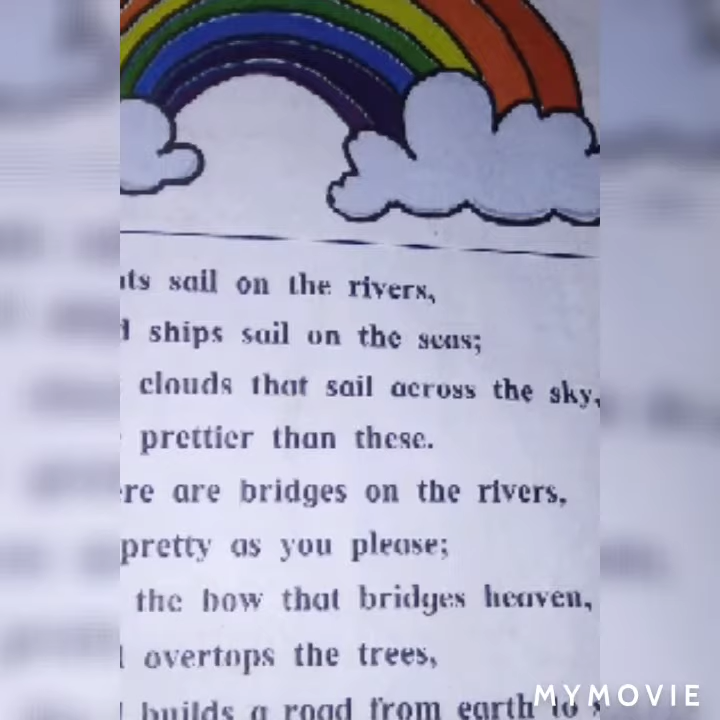 sail on the rivers,
ships sail on the seas;
clouds that sail across the sky,
prettier than these.
are bridges on the rivers,
pretty as you please;
the bow that bridges heaven,
overtops the trees,
builds a road from earth to
MYMOVIE